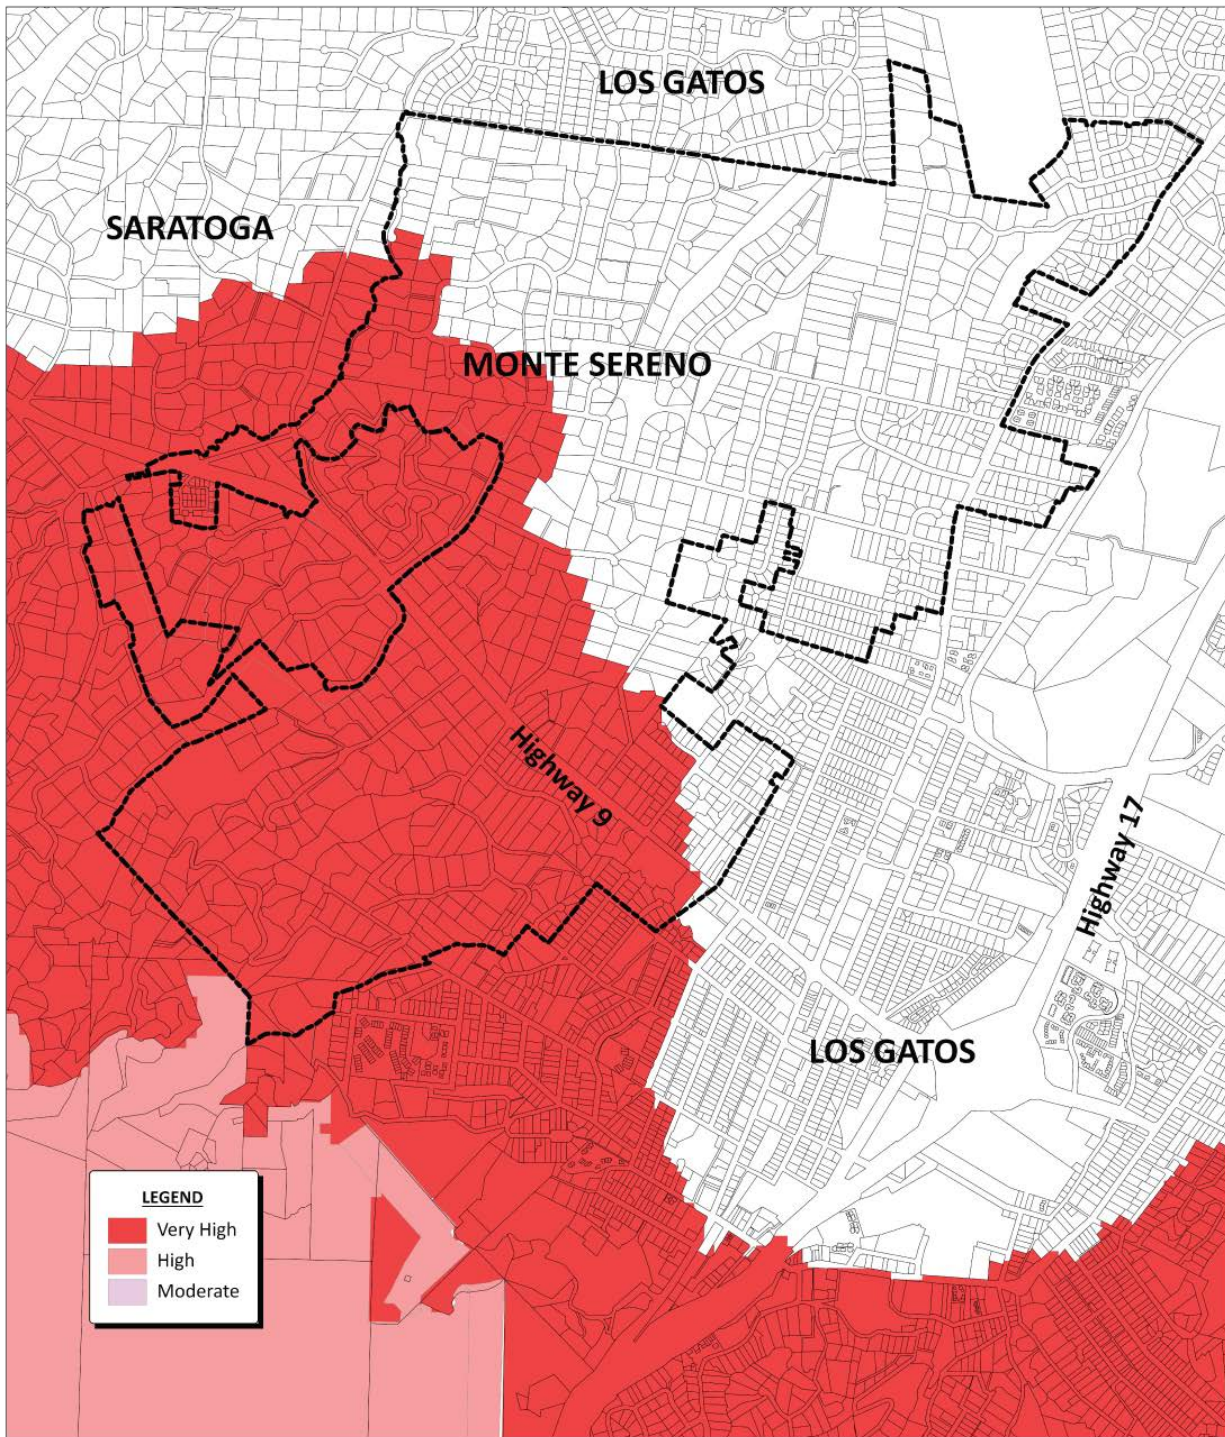 LOS GATOS
SARATOGA
MONTE SERENO
Highway 9
Highway 17
LOS GATOS
LEGEND
Very High
High
Moderate